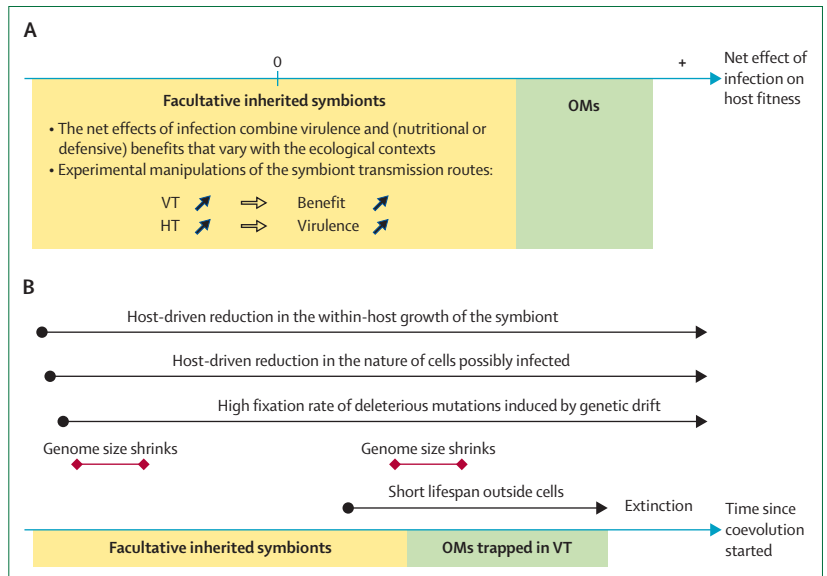 A
0
+
Net effect of
infection on
host fitness
Facultative inherited symbionts
OMs
• The net effects of infection combine virulence and (nutritional or
defensive) benefits that vary with the ecological contexts
• Experimental manipulations of the symbiont transmission routes:
VT Benefit
HT Virulence
B
Host-driven reduction in the within-host growth of the symbiont
Host-driven reduction in the nature of cells possibly infected
High fixation rate of deleterious mutations induced by genetic drift
Genome size shrinks Genome size shrinks
Short lifespan outside cells
Extinction
Time since
coevolution
started
Facultative inherited symbionts
OMs trapped in VT